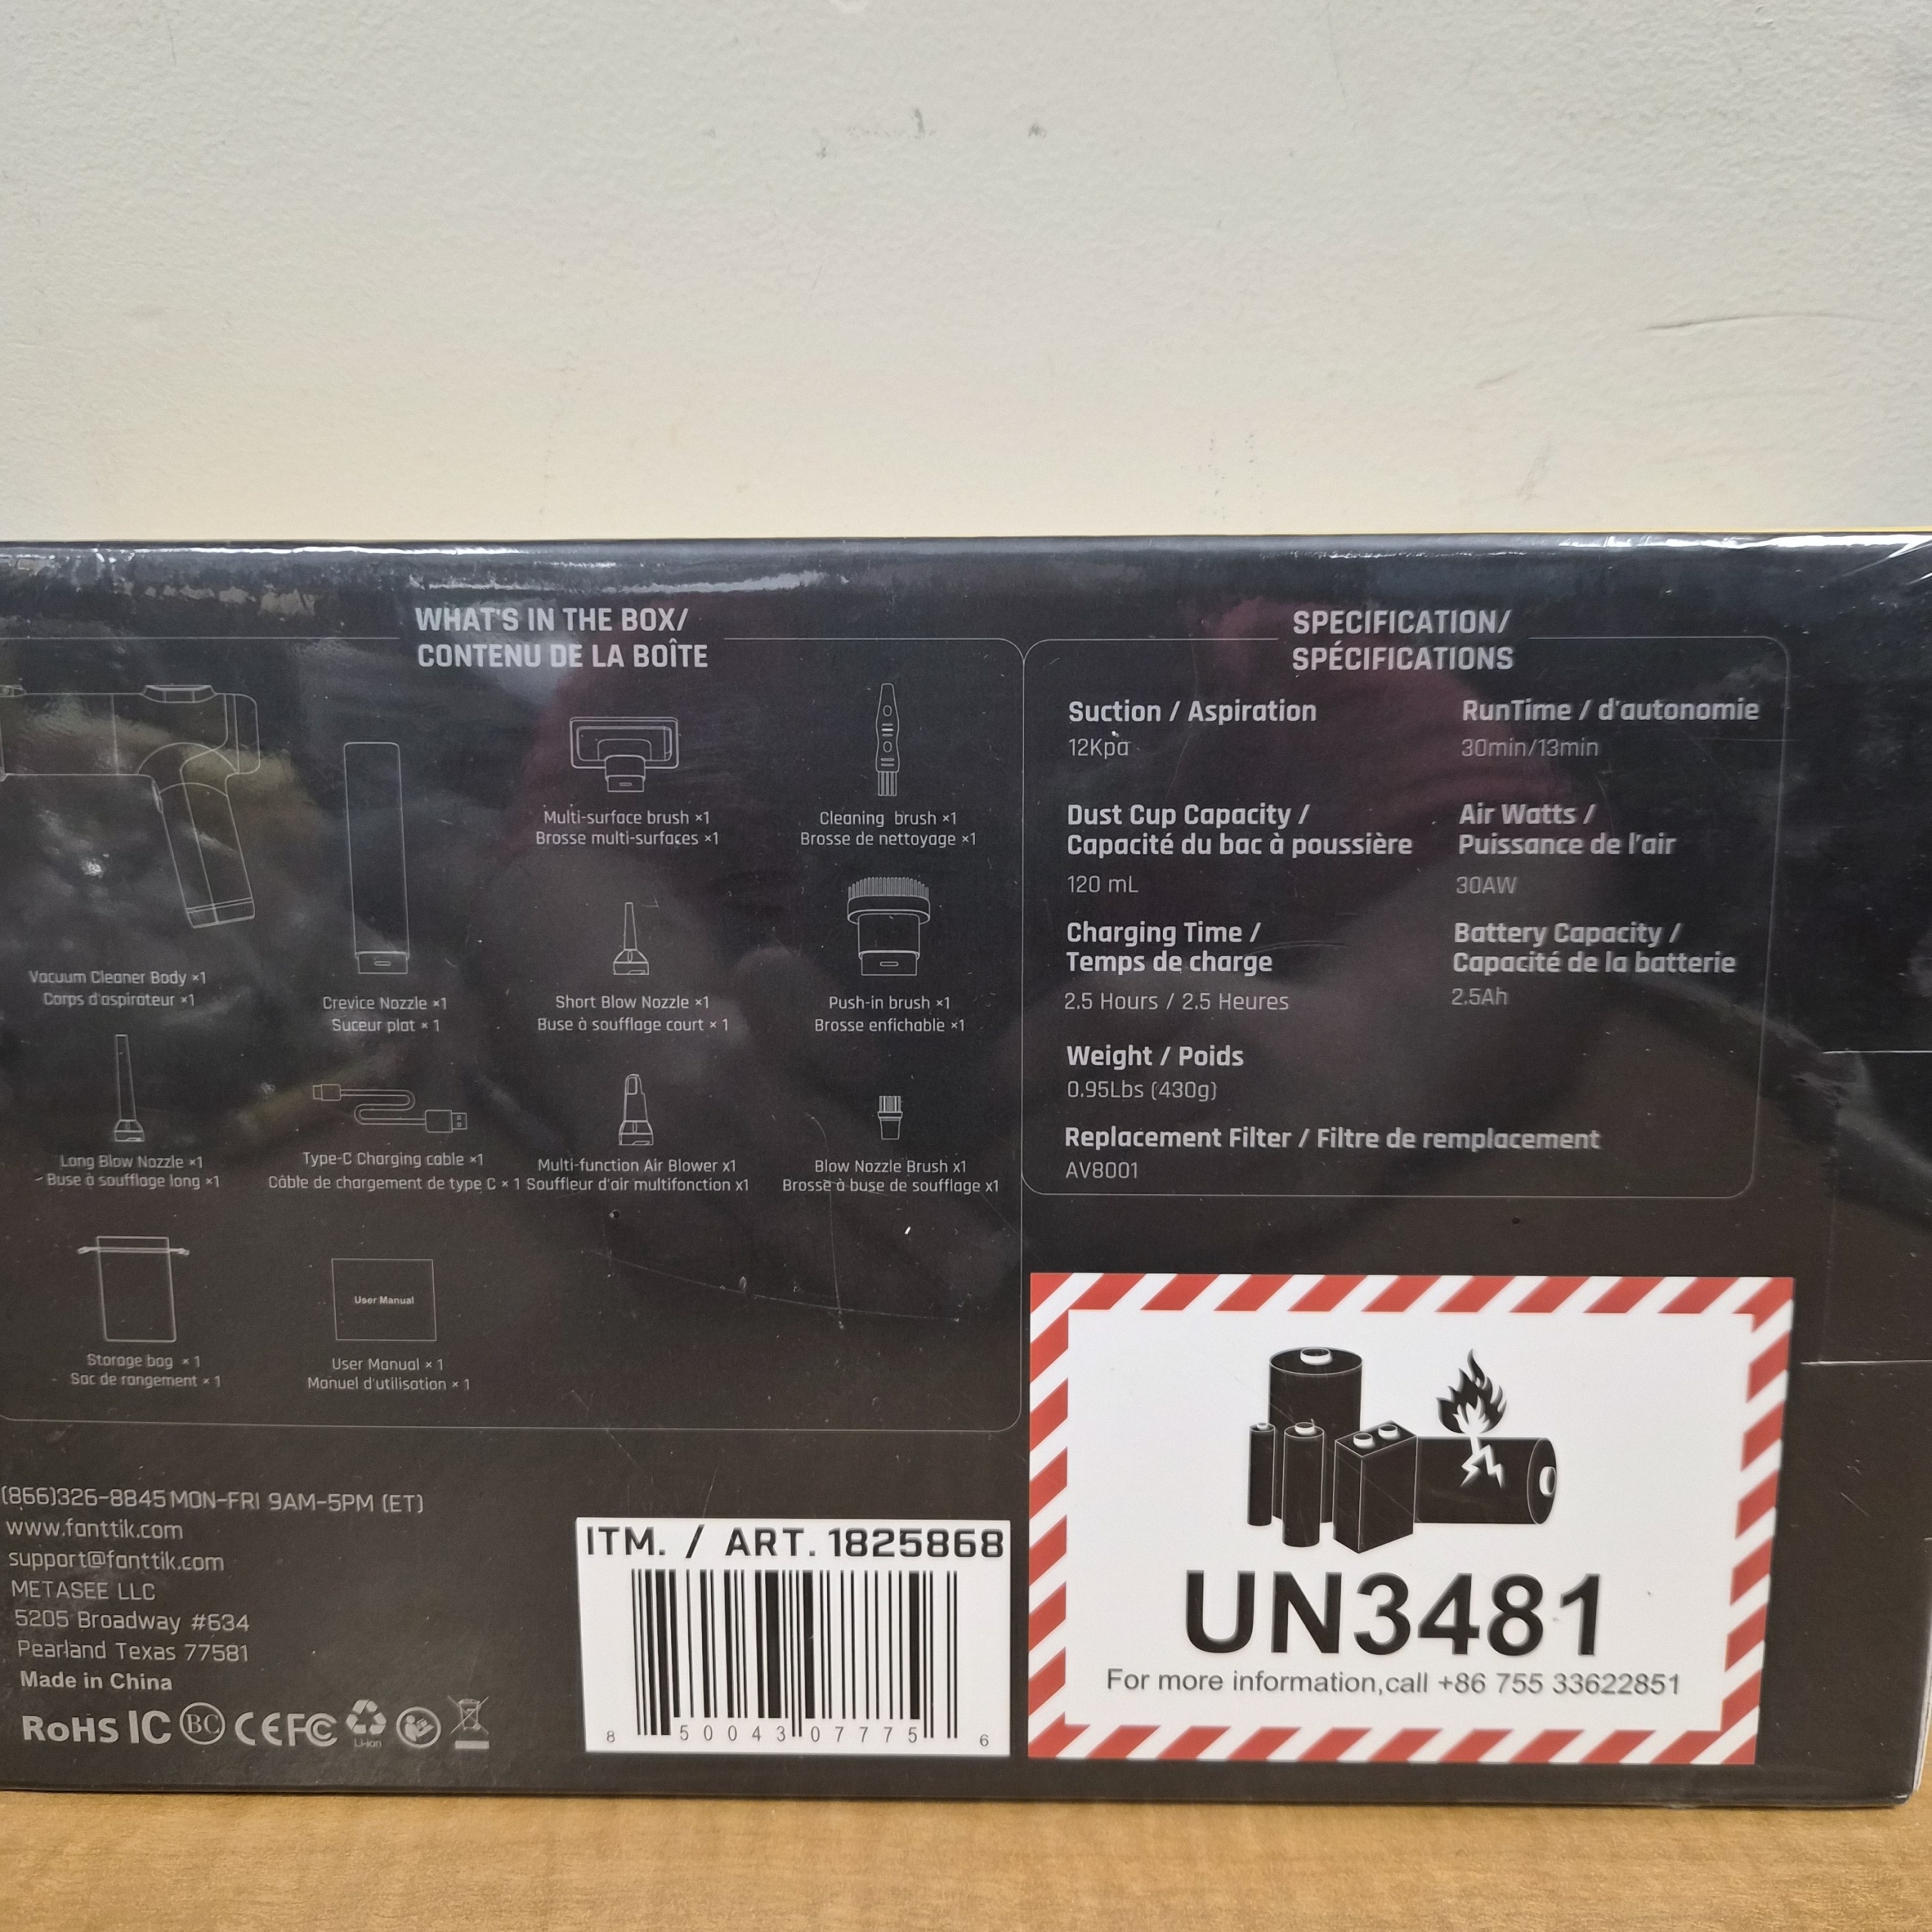 WHAT'S IN THE BOX/
CONTENU DE LA BOÎTE
Vacuum Cleaner Body ×1
Corps d'aspirateur ×1
Crevice Nozzle ×1
Suceur plat × 1
Multi-surface brush ×1
Brosse multi-surfaces ×1
Cleaning brush ×1
Brosse de nettoyage ×1
Short Blow Nozzle ×1
Buse à soufflage court × 1
Push-in brush ×1
Brosse enfichable ×1
Long Blow Nozzle ×1
Buse à soufflage long ×1
Type-C Charging cable ×1
Câble de chargement de type C × 1
Multi-function Air Blower x1
Souffleur d'air multifonction x1
Blow Nozzle Brush x1
Brosse à buse de soufflage x1
Storage bag × 1
Sac de rangement × 1
User Manual
User Manual × 1
Manuel d'utilisation × 1
SPECIFICATION/
SPÉCIFICATIONS
Suction / Aspiration
12Kpa
RunTime / d'autonomie
30min/13min
Dust Cup Capacity /
Capacité du bac à poussière
120 mL
Air Watts /
Puissance de l'air
30AW
Charging Time /
Temps de charge
2.5 Hours / 2.5 Heures
Battery Capacity /
Capacité de la batterie
2.5Ah
Weight / Poids
0.95Lbs (430g)
Replacement Filter / Filtre de remplacement
AV8001
(866)326-8845 MON-FRI 9AM-5PM (ET)
www.fanttik.com
support@fanttik.com
METASEE LLC
5205 Broadway #634
Pearland Texas 77581
Made in China
RoHS IC BC CE FC
Li-ion
ITM. / ART. 1825868
8 50043 07775 6
UN3481
For more information,call +86 755 33622851